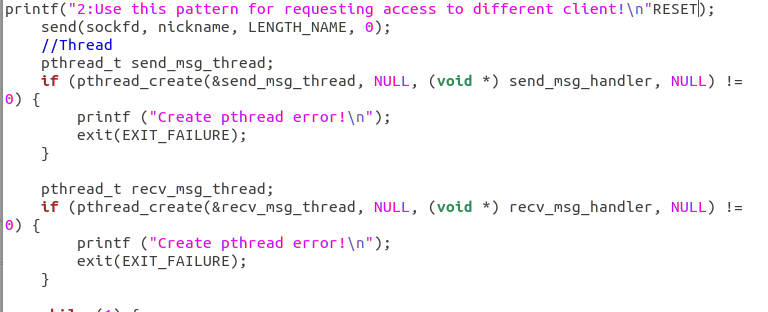 printf("2:Use this pattern for requesting access to different client!\n"RESET);
send(sockfd, nickname, LENGTH_NAME, 0);
//Thread
pthread_t send_msg_thread;
if (pthread_create(&send_msg_thread, NULL, (void *) send_msg_handler, NULL) !=
0) {
printf ("Create pthread error!\n");
exit(EXIT_FAILURE);
}
pthread_t recv_msg_thread;
if (pthread_create(&recv_msg_thread, NULL, (void *) recv_msg_handler, NULL) !=
0) {
printf ("Create pthread error!\n");
exit(EXIT_FAILURE);
}